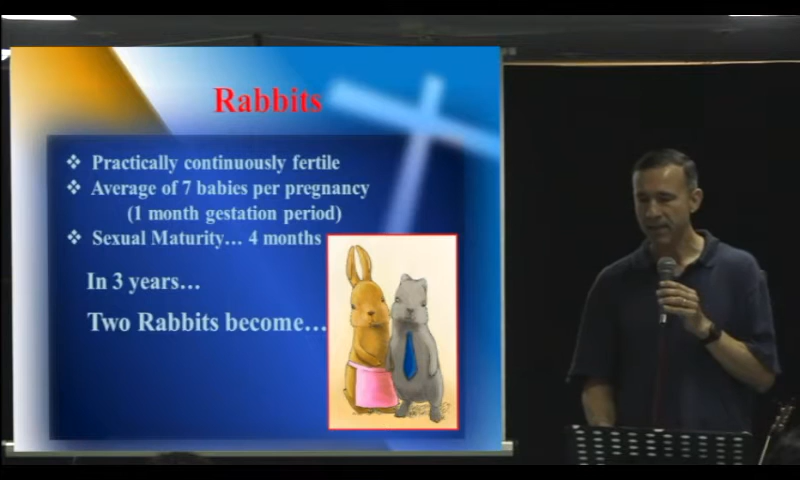 Rabbits
❖ Practically continuously fertile
❖ Average of 7 babies per pregnancy
(1 month gestation period)
❖ Sexual Maturity... 4 months
In 3 years...
Two Rabbits become...